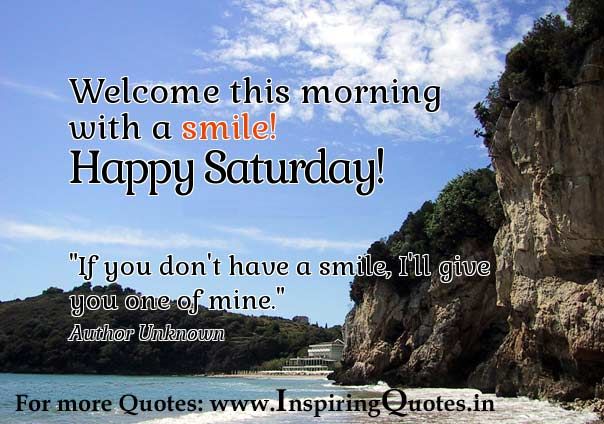 Welcome this morning
with a smile!
Happy Saturday!
"If you don't have a smile, I'll give
you one of mine."
Author Unknown
For more Quotes: www.InspiringQuotes.in